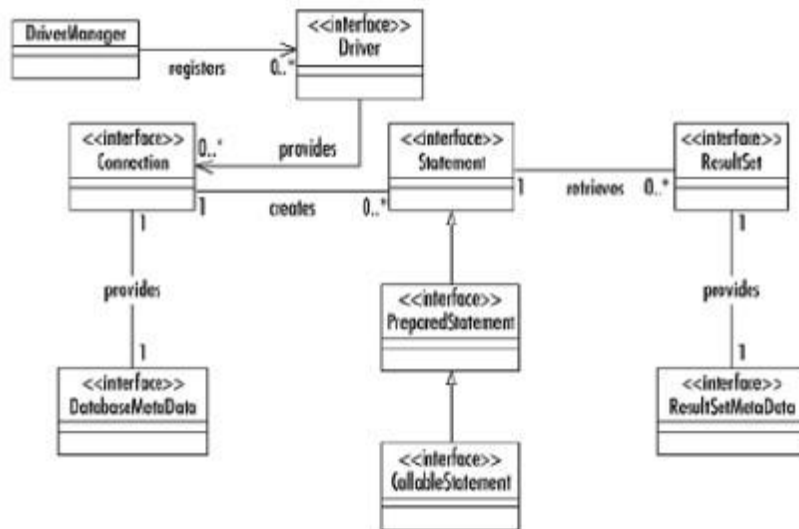 DriverManager
registers
0..*
<<interface>>
Driver
<<interface>>
Connection
0..*
provides
<<interface>>
Statement
<<interface>>
ResultSet
1
creates
0..*
1
retrieves
0..*
1
provides
1
<<interface>>
DatabaseMetaData
<<interface>>
PreparedStatement
<<interface>>
CallableStatement
1
provides
1
<<interface>>
ResultSetMetaData